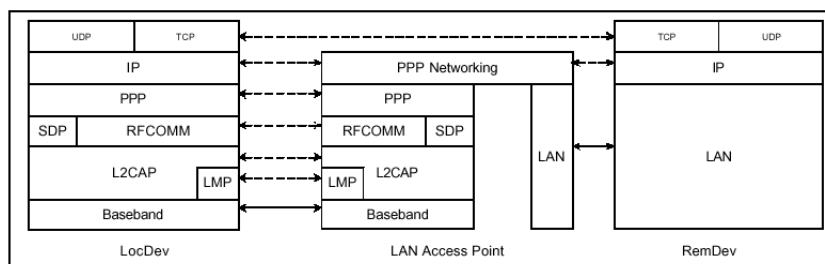 UDP TCP TCP UDP
IP PPP Networking IP
PPP PPP
SDP RFCOMM RFCOMM SDP
LAN LAN
L2CAP L2CAP
LMP LMP
Baseband Baseband
LocDev LAN Access Point RemDev